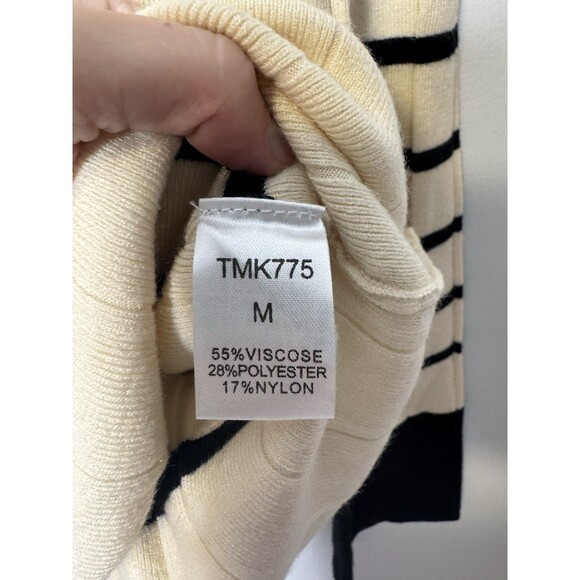 TMK775
M
55%VISCOSE
28%POLYESTER
17%NYLON